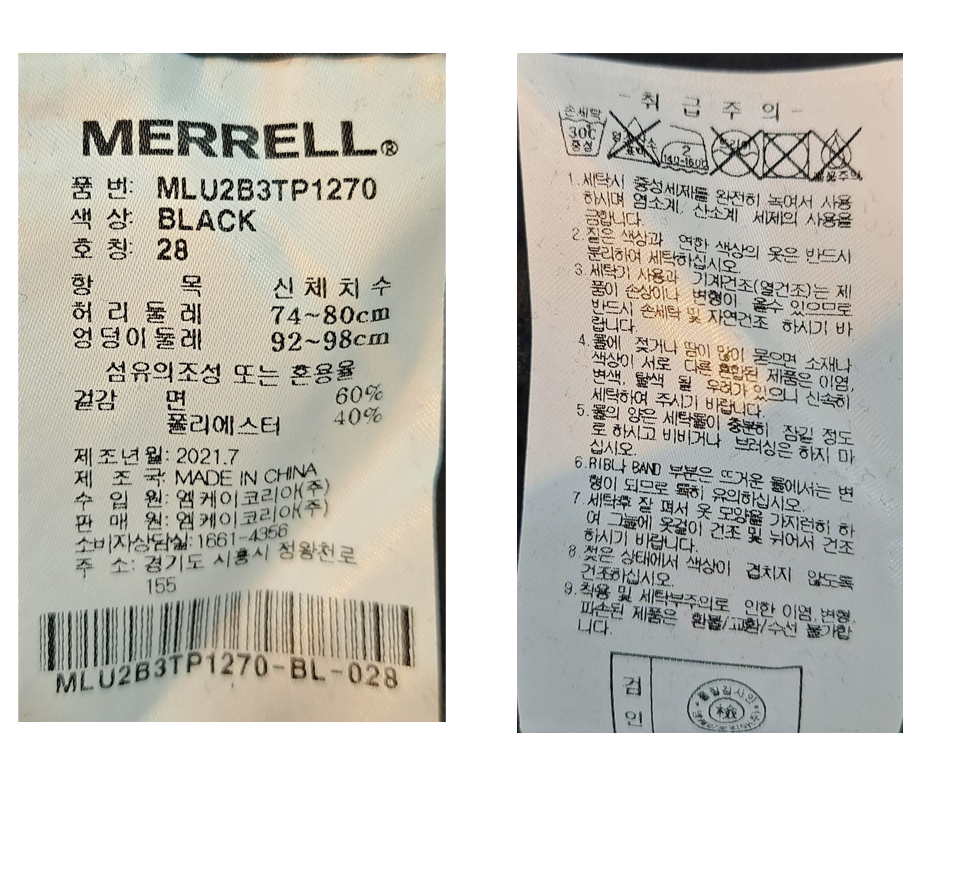 MERRELL®
품 번: MLU2B3TP1270
색 상: BLACK
호 칭: 28
항 목 신체치수
허리둘레 74~80cm
엉덩이둘레 92~98cm
섬유의조성 또는 혼용율
겉감 면 60%
폴리에스터 40%
제조년월: 2021.7
제 조 국: MADE IN CHINA
수 입 원: 엠케이코리아(주)
판 매 원: 엠케이코리아(주)
소비자상담실:1661-4356
주 소: 경기도 시흥시 정왕천로
155
MLU2B3TP1270-BL-028
-취 급 주 의-
손세탁
30℃
중성
2
140-160℃
1.세탁시 중성세제를 완전히 녹여서 사용
하시며 염소계, 산소계 세제의 사용을
금합니다.
2.짙은 색상과 연한 색상의 옷은 반드시
분리하여 세탁하십시오.
3.세탁기 사용과 기계건조(열건조)는 제
품이 손상이나 변형이 올수 있으므로
반드시 손세탁 및 자연건조 하시기 바
랍니다.
4.물에 젖거나 땀이 많이 묻으면 소재나
색상이 서로 다른 혼합된 제품은 이염,
변색, 탈색 될 우려가 있으니 신속히
세탁하여 주시기 바랍니다.
5.물의 양은 세탁물이 충분히 잠길 정도
로 하시고 비비거나 브러싱은 하지 마
십시오.
6.RIB나 BAND 부분은 뜨거운 물에서는 변
형이 되므로 특히 유의하십시오.
7.세탁후 잘 펴서 옷 모양을 가지런히 하
여 그늘에 옷걸이 건조 및 뉘어서 건조
하시기 바랍니다.
8.젖은 상태에서 색상이 겹치지 않도록
건조하십시오.
9.착용 및 세탁부주의로 인한 이염,변형,
파손된 제품은 환불/교환/수선 불가합
니다.
검
인
품질검사인